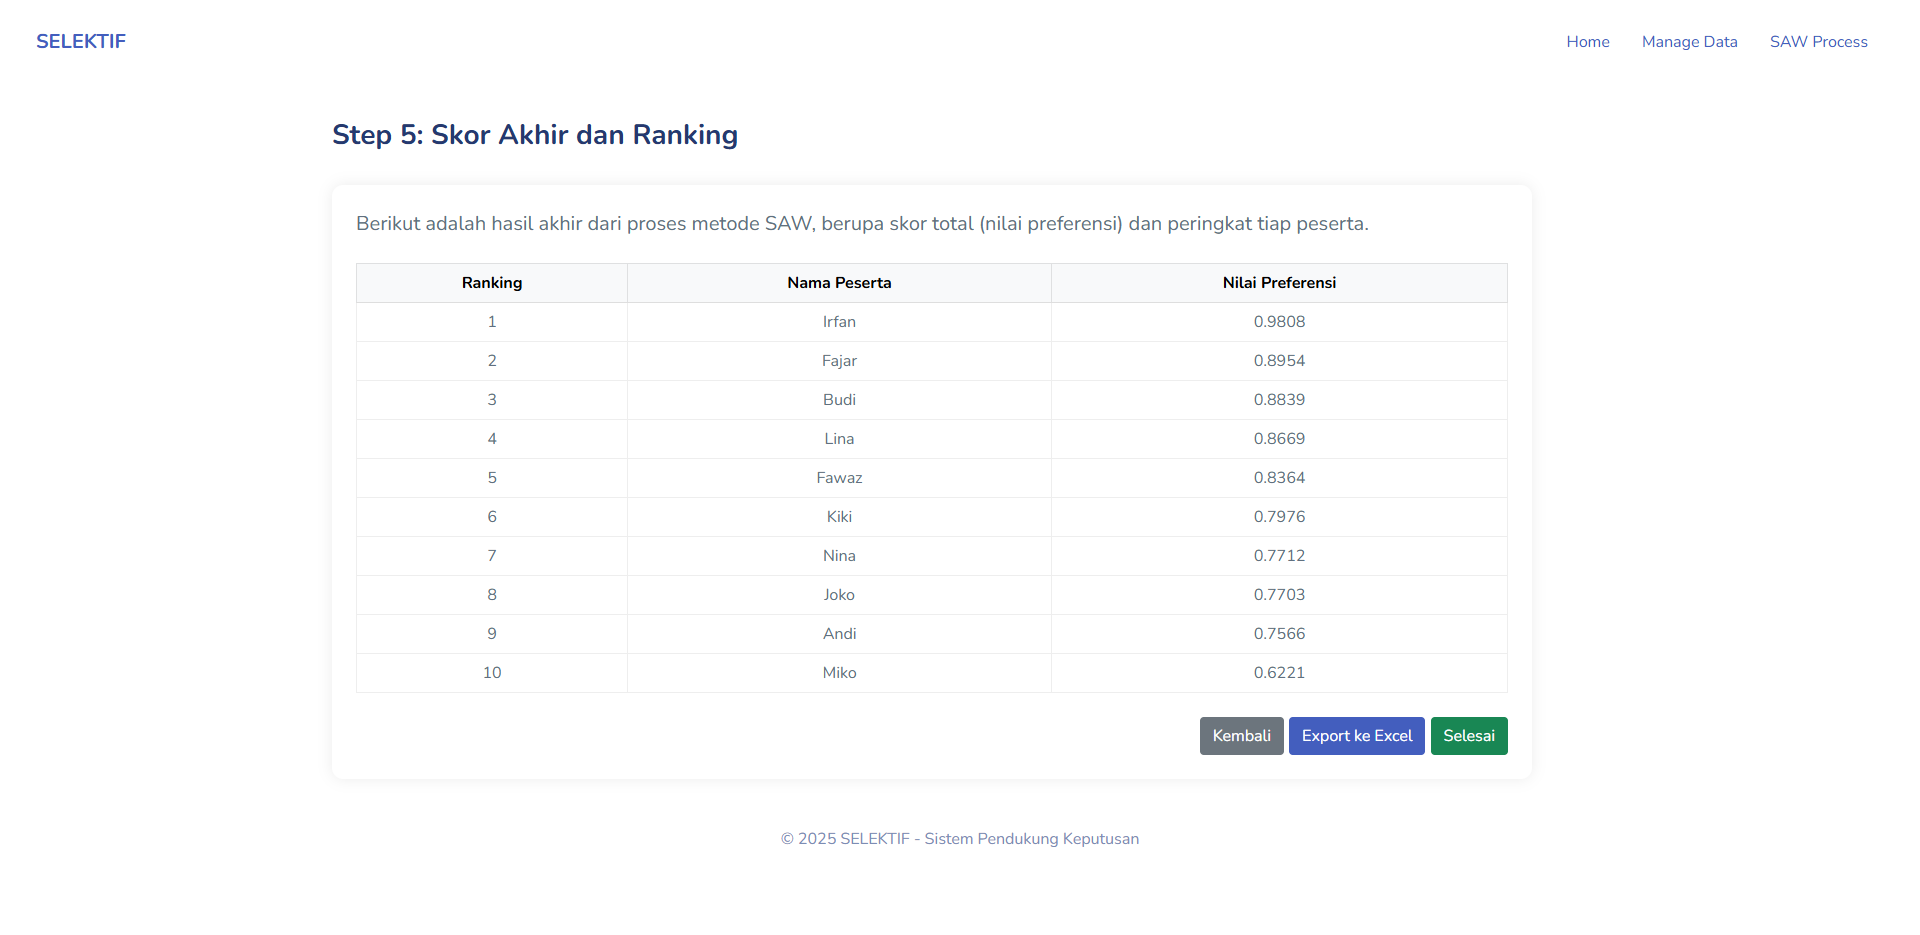 SELEKTIF Home Manage Data SAW Process
Step 5: Skor Akhir dan Ranking
Berikut adalah hasil akhir dari proses metode SAW, berupa skor total (nilai preferensi) dan peringkat tiap peserta.
Ranking Nama Peserta Nilai Preferensi
1 Irfan 0.9808
2 Fajar 0.8954
3 Budi 0.8839
4 Lina 0.8669
5 Fawaz 0.8364
6 Kiki 0.7976
7 Nina 0.7712
8 Joko 0.7703
9 Andi 0.7566
10 Miko 0.6221
Kembali Export ke Excel Selesai
© 2025 SELEKTIF - Sistem Pendukung Keputusan